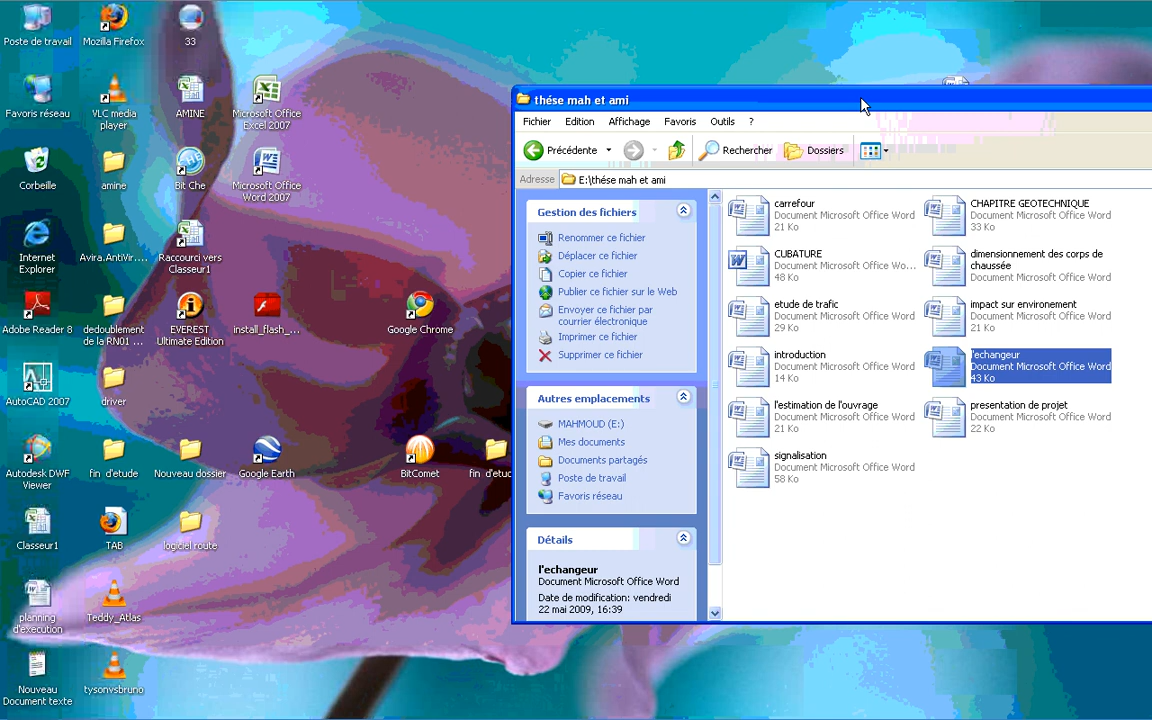 Poste de travail
Mozilla Firefox
33
Favoris réseau
VLC media
player
AMINE
Microsoft Office
Excel 2007
Corbeille
amine
Bit Che
Microsoft Office
Word 2007
Internet
Explorer
Avira.AntiVir....
Raccourci vers
Classeur1
Adobe Reader 8
dedoublement
de la RN01 ...
EVEREST
Ultimate Edition
install_flash_...
Google Chrome
AutoCAD 2007
driver
Autodesk DWF
Viewer
fin d'etude
Nouveau dossier
Google Earth
BitComet
fin d'etud
Classeur1
TAB
logiciel route
planning
d'execution
Teddy_Atlas
Nouveau
Document texte
tysonvsbruno
thése mah et ami
Fichier Edition Affichage Favoris Outils ?
Précédente Rechercher Dossiers
Adresse E:\thése mah et ami
Gestion des fichiers
Renommer ce fichier
Déplacer ce fichier
Copier ce fichier
Publier ce fichier sur le Web
Envoyer ce fichier par
courrier électronique
Imprimer ce fichier
Supprimer ce fichier
Autres emplacements
MAHMOUD (E:)
Mes documents
Documents partagés
Poste de travail
Favoris réseau
Détails
l'echangeur
Document Microsoft Office Word
Date de modification: vendredi
22 mai 2009, 16:39
carrefour
Document Microsoft Office Word
21 Ko
CHAPITRE GEOTECHNIQUE
Document Microsoft Office Word
33 Ko
CUBATURE
Document Microsoft Office Wo...
48 Ko
dimensionnement des corps de
chaussée
Document Microsoft Office Word
etude de trafic
Document Microsoft Office Word
29 Ko
impact sur environement
Document Microsoft Office Word
21 Ko
introduction
Document Microsoft Office Word
14 Ko
l'echangeur
Document Microsoft Office Word
43 Ko
l'estimation de l'ouvrage
Document Microsoft Office Word
21 Ko
presentation de projet
Document Microsoft Office Word
22 Ko
signalisation
Document Microsoft Office Word
58 Ko